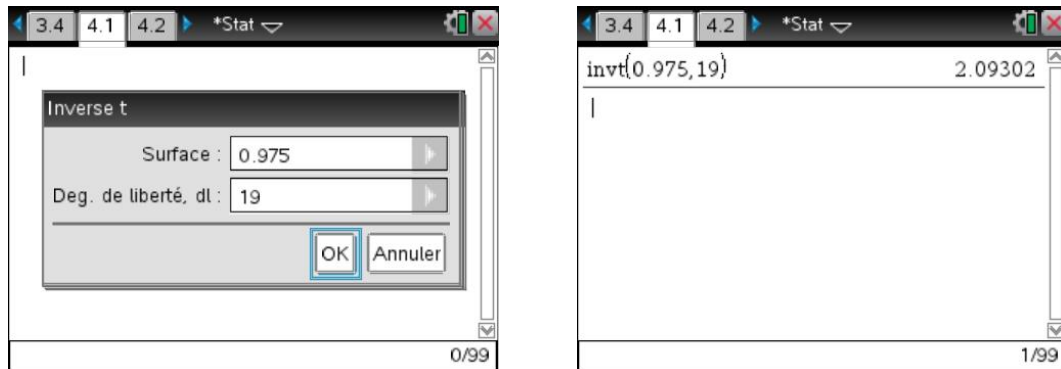 3.4 4.1 4.2 *Stat
Inverse t
Surface : 0.975
Deg. de liberté, dl : 19
OK Annuler
0/99
3.4 4.1 4.2 *Stat
invt(0.975,19) 2.09302
1/99